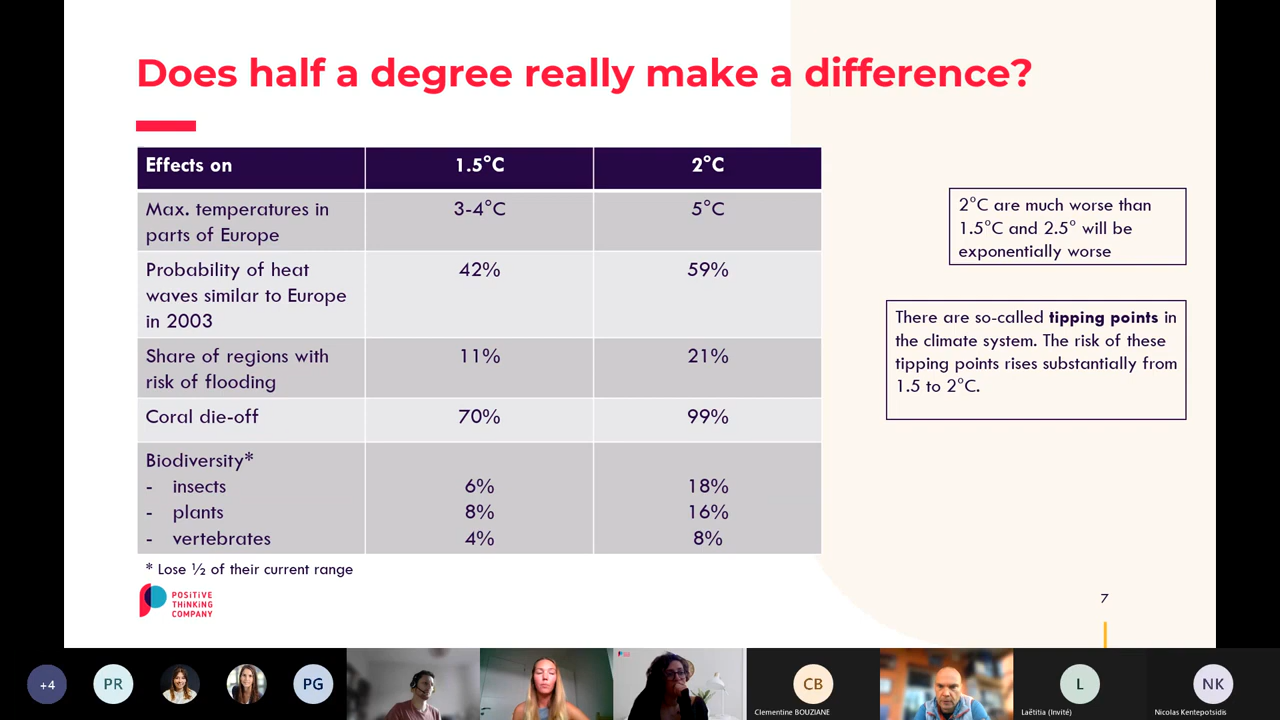 Does half a degree really make a difference?
Effects on 1.5°C 2°C
Max. temperatures in
parts of Europe
3-4°C 5°C
Probability of heat
waves similar to Europe
in 2003
42% 59%
Share of regions with
risk of flooding
11% 21%
Coral die-off 70% 99%
Biodiversity*
- insects 6% 18%
- plants 8% 16%
- vertebrates 4% 8%
* Lose ½ of their current range
2°C are much worse than
1.5°C and 2.5° will be
exponentially worse
There are so-called tipping points in
the climate system. The risk of these
tipping points rises substantially from
1.5 to 2°C.
POSiTiVE
THiNKiNG
COMPANY
7
+4
PR
PG
CB
Clementine BOUZIANE
L
Laëtitia (Invité)
NK
Nicolas Kentepotsidis